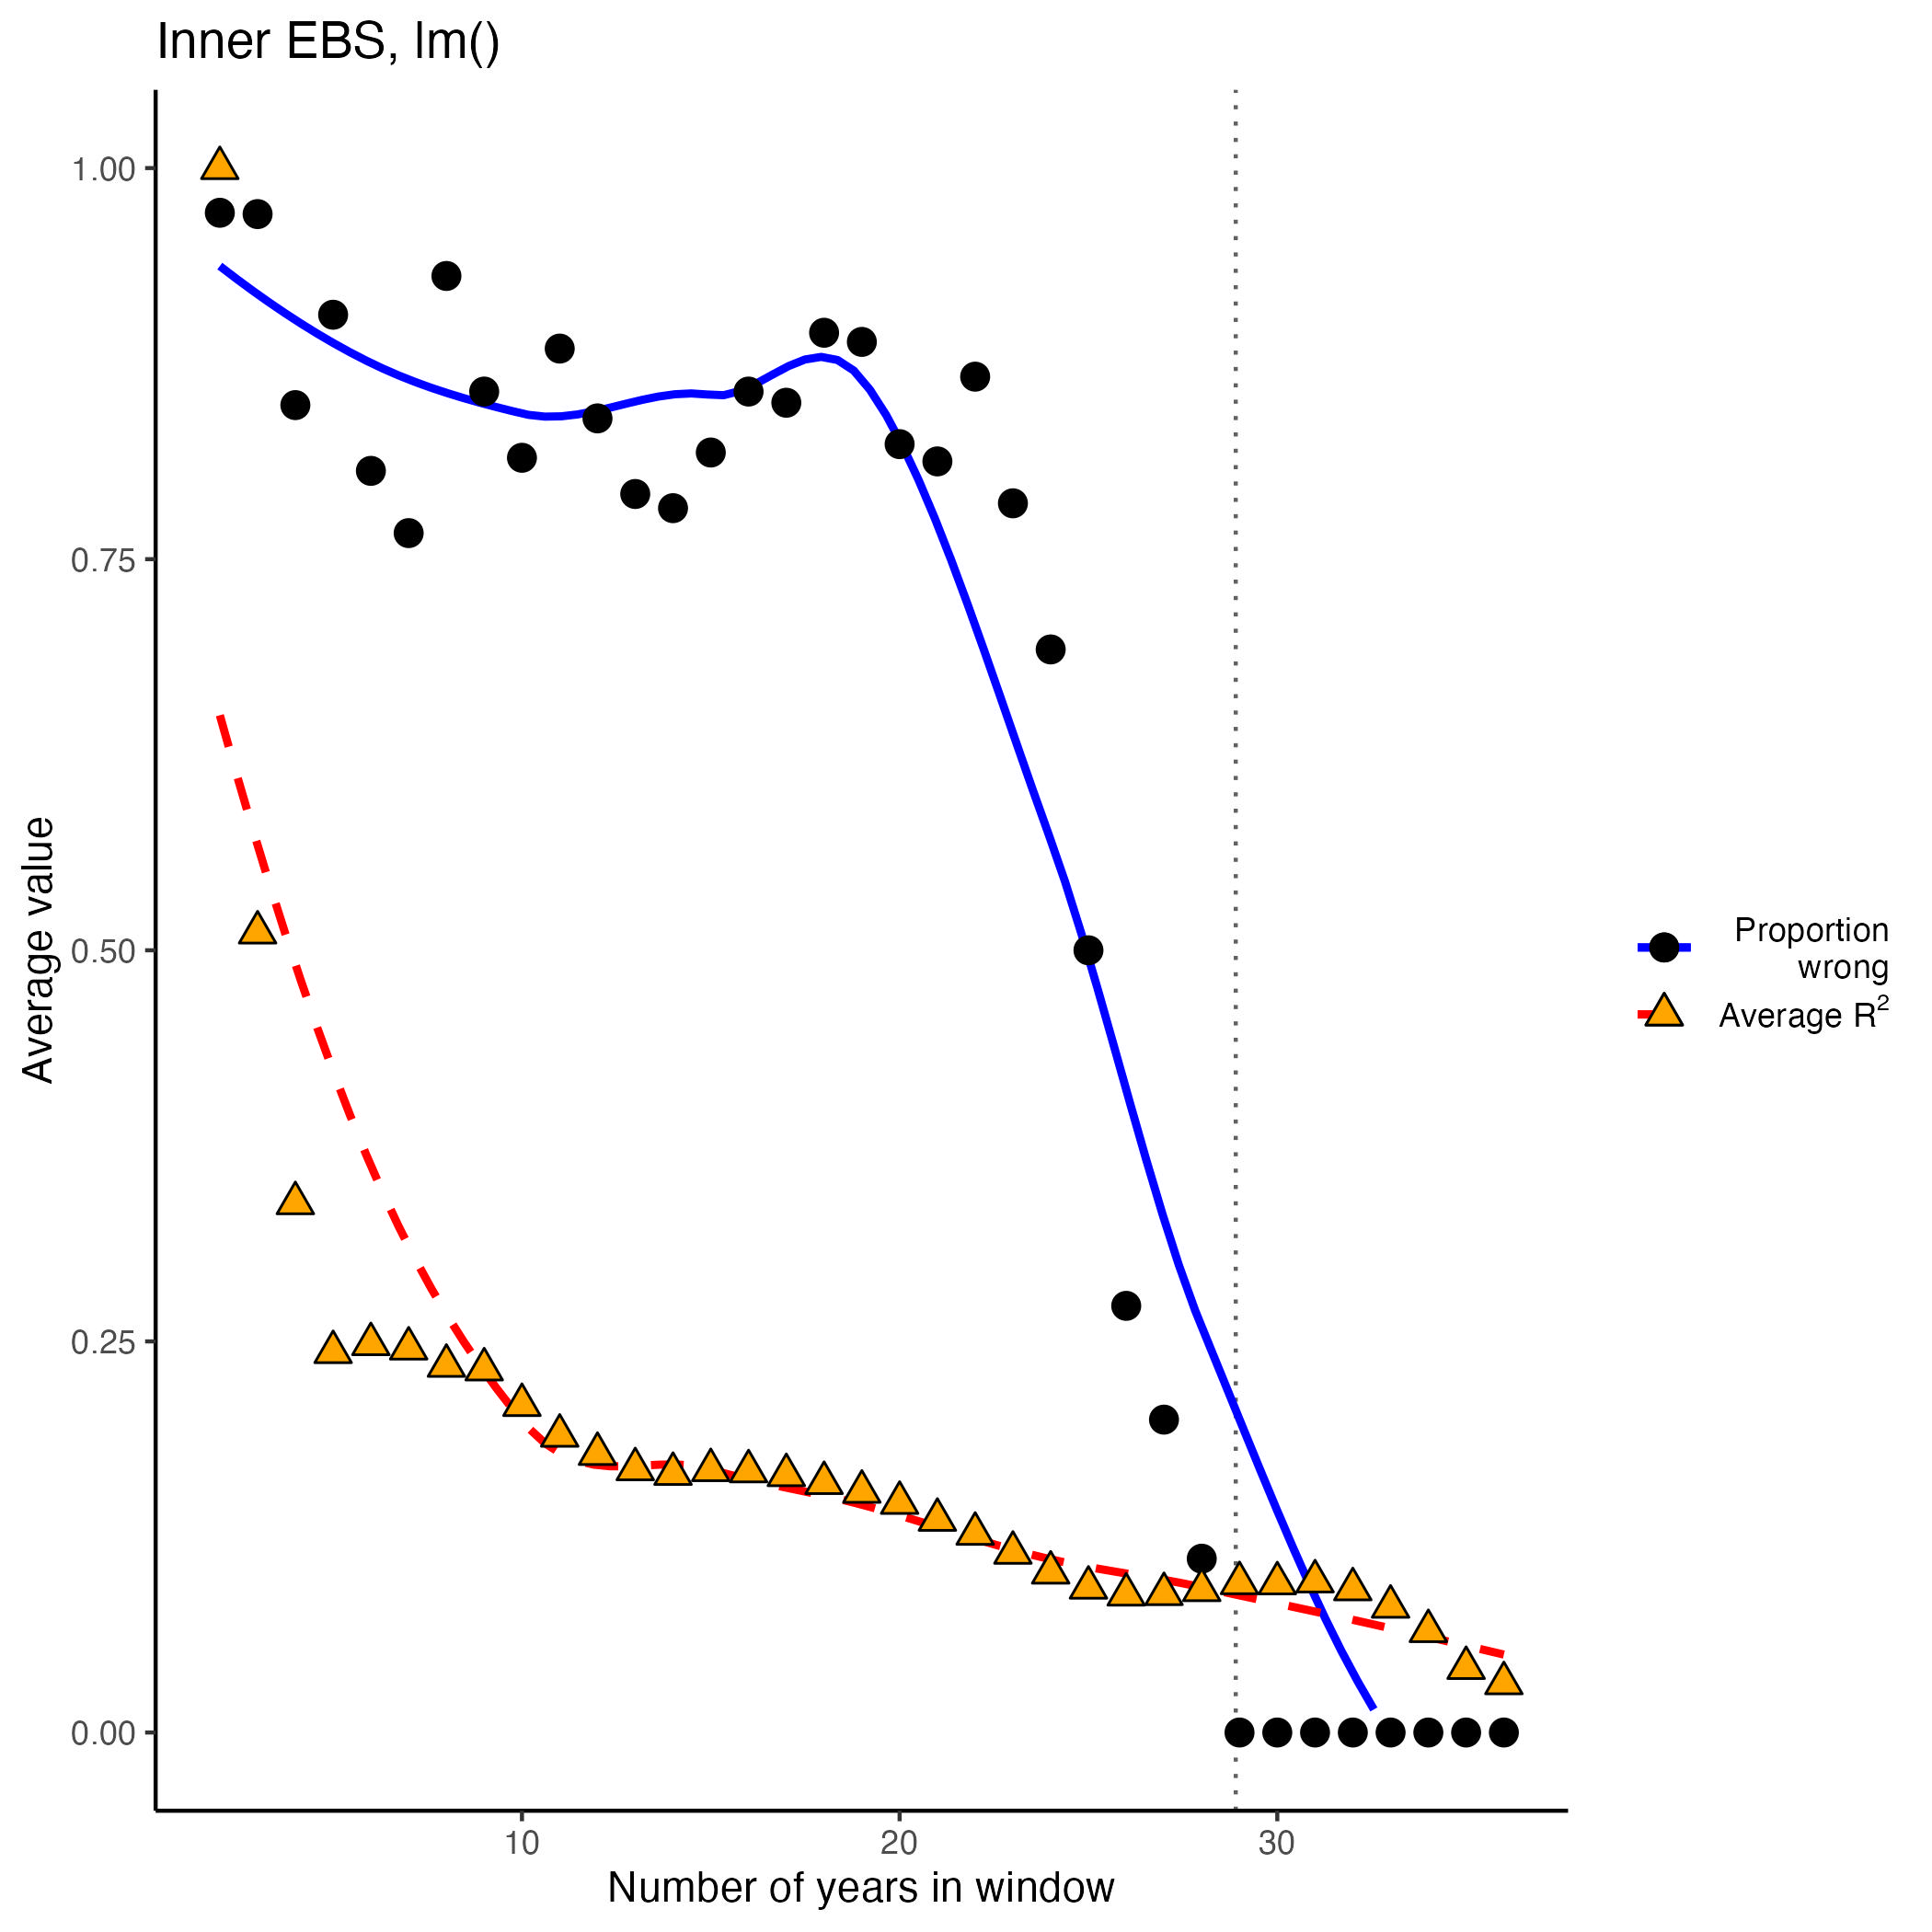 Inner EBS, lm()
1.00
0.75
0.50
0.25
0.00
Average value
10
20
30
Number of years in window
Proportion
wrong
Average R²